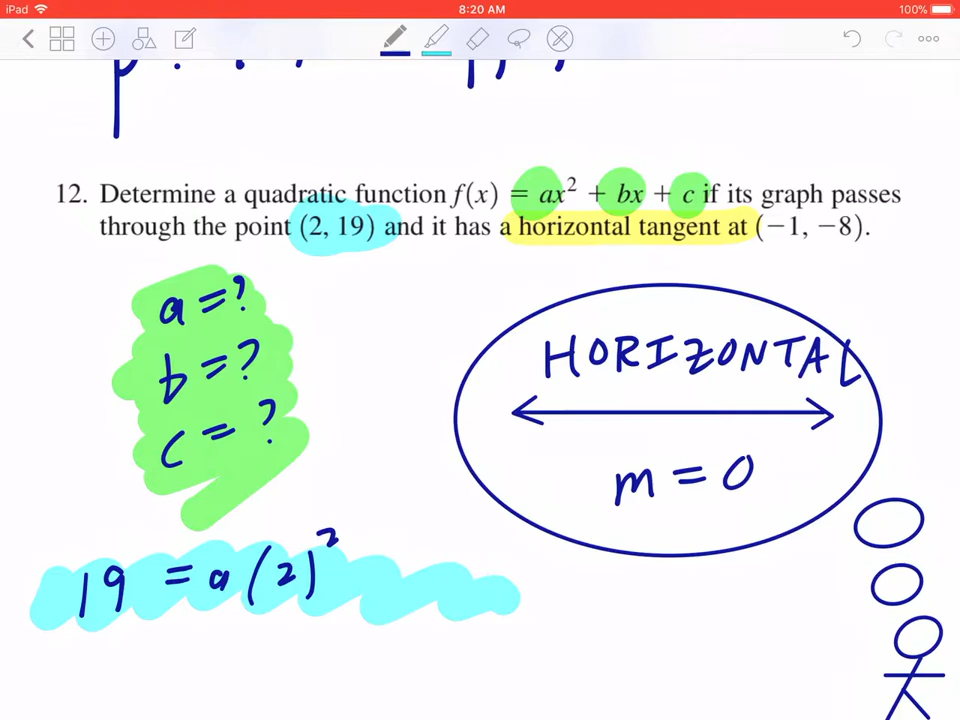 iPad 8:20 AM 100%
12. Determine a quadratic function f(x) = ax² + bx + c if its graph passes
through the point (2, 19) and it has a horizontal tangent at (−1, −8).
a = ?
b = ?
c = ?
HORIZONTAL
m = 0
19 = a(2)²